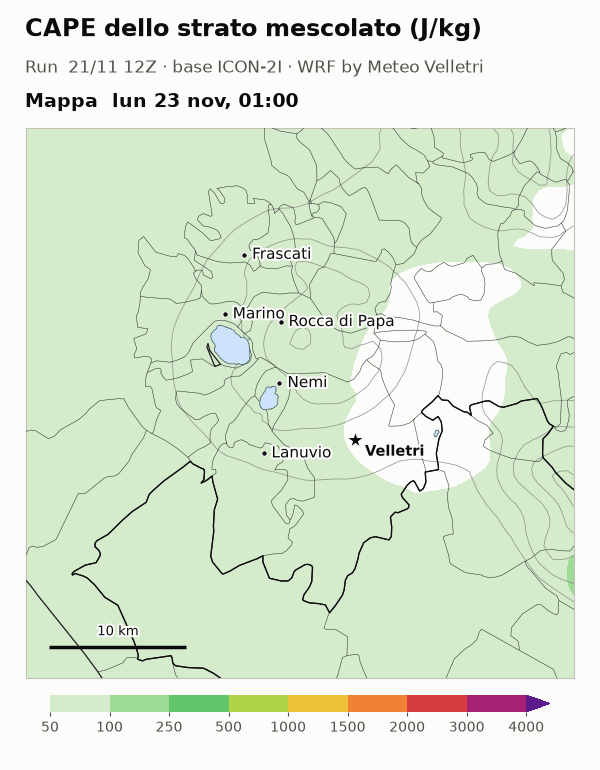 CAPE dello strato mescolato (J/kg)
Run  21/11 12Z · base ICON-2I · WRF by Meteo Velletri
Mappa  lun 23 nov, 01:00
Frascati
Marino
Rocca di Papa
Nemi
Velletri
Lanuvio
10 km
50 100 250 500 1000 1500 2000 3000 4000